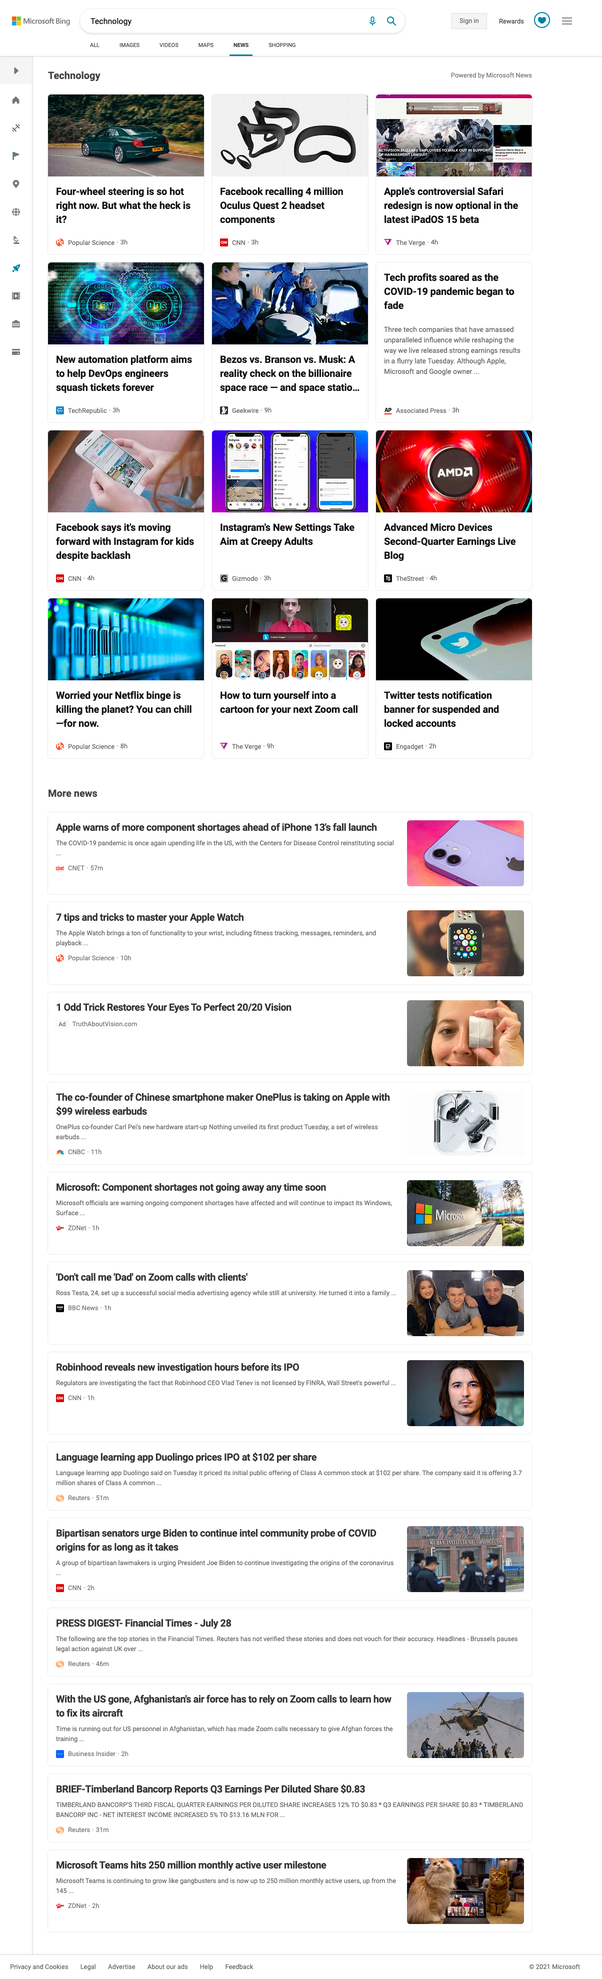 Microsoft Bing
Technology
Sign in
Rewards
ALL
IMAGES
VIDEOS
MAPS
NEWS
SHOPPING
Technology
Powered by Microsoft News
Four-wheel steering is so hot
right now. But what the heck is
it?
Popular Science · 3h
Facebook recalling 4 million
Oculus Quest 2 headset
components
CNN · 3h
Apple's controversial Safari
redesign is now optional in the
latest iPadOS 15 beta
The Verge · 4h
Dev
Ops
New automation platform aims
to help DevOps engineers
squash tickets forever
TechRepublic · 3h
Bezos vs. Branson vs. Musk: A
reality check on the billionaire
space race — and space statio...
Geekwire · 9h
Tech profits soared as the
COVID-19 pandemic began to
fade
Three tech companies that have amassed
unparalleled influence while reshaping the
way we live released strong earnings results
in a flurry late Tuesday. Although Apple,
Microsoft and Google owner ...
AP
Associated Press · 3h
Facebook says it's moving
forward with Instagram for kids
despite backlash
CNN · 4h
Instagram's New Settings Take
Aim at Creepy Adults
Gizmodo · 3h
AMD
Advanced Micro Devices
Second-Quarter Earnings Live
Blog
TheStreet · 4h
Worried your Netflix binge is
killing the planet? You can chill
—for now.
Popular Science · 8h
How to turn yourself into a
cartoon for your next Zoom call
The Verge · 9h
Twitter tests notification
banner for suspended and
locked accounts
Engadget · 2h
More news
Apple warns of more component shortages ahead of iPhone 13's fall launch
The COVID-19 pandemic is once again upending life in the US, with the Centers for Disease Control reinstituting social
...
CNET · 57m
7 tips and tricks to master your Apple Watch
The Apple Watch brings a ton of functionality to your wrist, including fitness tracking, messages, reminders, and
playback ...
Popular Science · 10h
1 Odd Trick Restores Your Eyes To Perfect 20/20 Vision
Ad TruthAboutVision.com
The co-founder of Chinese smartphone maker OnePlus is taking on Apple with
$99 wireless earbuds
OnePlus co-founder Carl Pei's new hardware start-up Nothing unveiled its first product Tuesday, a set of wireless
earbuds ...
CNBC · 11h
Microsoft: Component shortages not going away any time soon
Microsoft officials are warning ongoing component shortages have affected and will continue to impact its Windows,
Surface ...
ZDNet · 1h
'Don't call me 'Dad' on Zoom calls with clients'
Ross Testa, 24, set up a successful social media advertising agency while still at university. He turned it into a family ...
BBC News · 1h
Robinhood reveals new investigation hours before its IPO
Regulators are investigating the fact that Robinhood CEO Vlad Tenev is not licensed by FINRA, Wall Street's powerful ...
CNN · 1h
Language learning app Duolingo prices IPO at $102 per share
Language learning app Duolingo said on Tuesday it priced its initial public offering of Class A common stock at $102 per share. The company said it is offering 3.7
million shares of Class A common ...
Reuters · 51m
Bipartisan senators urge Biden to continue intel community probe of COVID
origins for as long as it takes
A group of bipartisan lawmakers is urging President Joe Biden to continue investigating the origins of the coronavirus
...
CNN · 2h
PRESS DIGEST- Financial Times - July 28
The following are the top stories in the Financial Times. Reuters has not verified these stories and does not vouch for their accuracy. Headlines - Brussels pauses
legal action against UK over ...
Reuters · 46m
With the US gone, Afghanistan's air force has to rely on Zoom calls to learn how
to fix its aircraft
Time is running out for US personnel in Afghanistan, which has made Zoom calls necessary to give Afghan forces the
training ...
Business Insider · 2h
BRIEF-Timberland Bancorp Reports Q3 Earnings Per Diluted Share $0.83
TIMBERLAND BANCORP'S THIRD FISCAL QUARTER EARNINGS PER DILUTED SHARE INCREASES 12% TO $0.83 * Q3 EARNINGS PER SHARE $0.83 * TIMBERLAND
BANCORP INC - NET INTEREST INCOME INCREASED 5% TO $13.16 MLN FOR ...
Reuters · 31m
Microsoft Teams hits 250 million monthly active user milestone
Microsoft Teams is continuing to grow like gangbusters and is now up to 250 million monthly active users, up from the
145 ...
ZDNet · 2h
Privacy and Cookies
Legal
Advertise
About our ads
Help
Feedback
© 2021 Microsoft